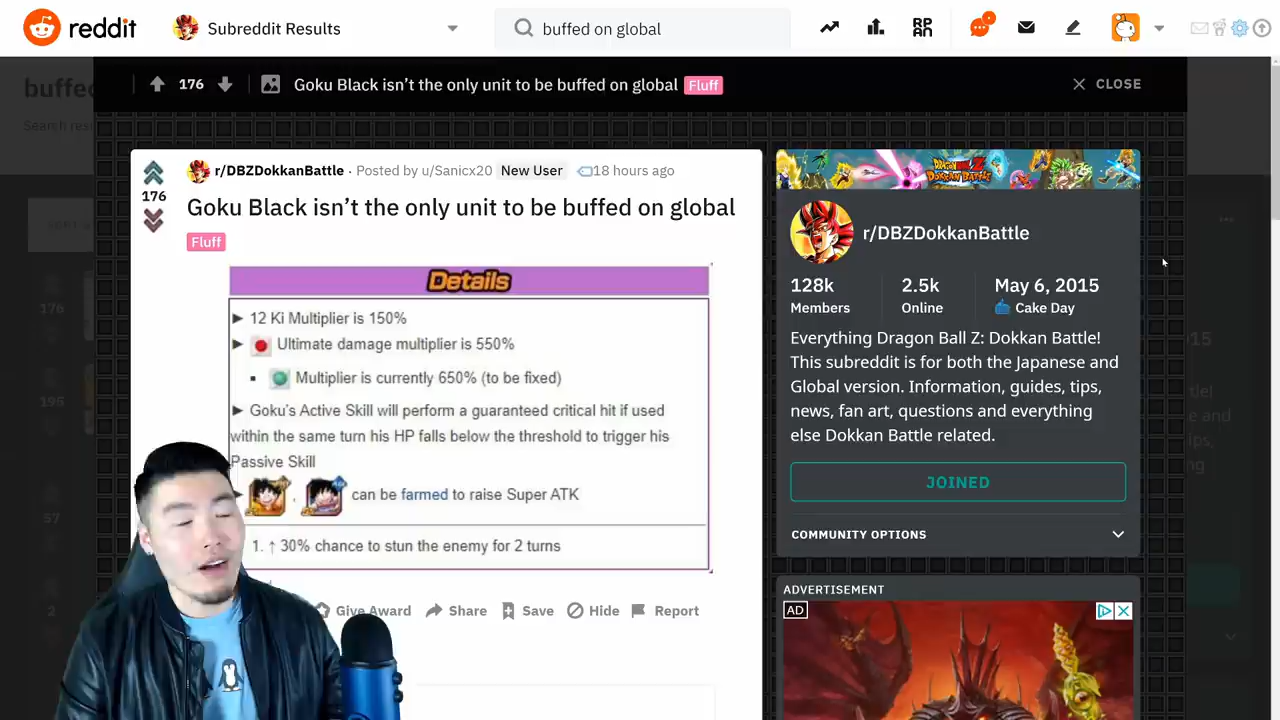 reddit
Subreddit Results
buffed on global
176
Goku Black isn't the only unit to be buffed on global
Fluff
CLOSE
r/DBZDokkanBattle · Posted by u/Sanicx20 New User 18 hours ago
176
Goku Black isn't the only unit to be buffed on global
Fluff
Details
► 12 Ki Multiplier is 150%
► Ultimate damage multiplier is 550%
▪ Multiplier is currently 650% (to be fixed)
► Goku's Active Skill will perform a guaranteed critical hit if used
within the same turn his HP falls below the threshold to trigger his
Passive Skill
, can be farmed to raise Super ATK
1. ↑ 30% chance to stun the enemy for 2 turns
Give Award
Share
Save
Hide
Report
DOKKAN BATTLE
r/DBZDokkanBattle
128k
2.5k
May 6, 2015
Members
Online
Cake Day
Everything Dragon Ball Z: Dokkan Battle!
This subreddit is for both the Japanese and
Global version. Information, guides, tips,
news, fan art, questions and everything
else Dokkan Battle related.
JOINED
COMMUNITY OPTIONS
ADVERTISEMENT
AD
176
195
57
2